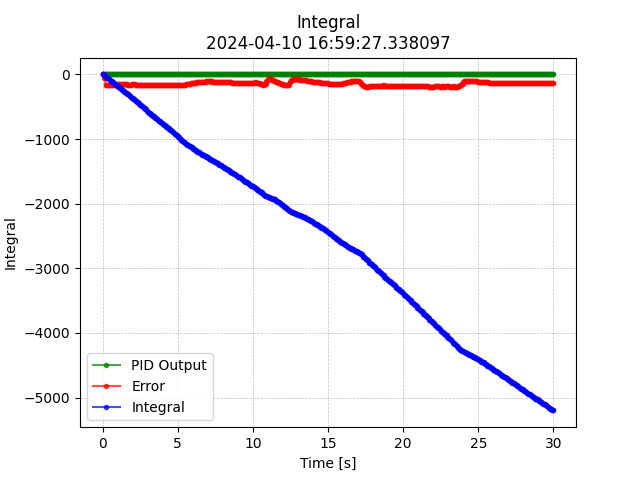 Integral
2024-04-10 16:59:27.338097
Integral
0
−1000
−2000
−3000
−4000
−5000
PID Output
Error
Integral
0 5 10 15 20 25 30
Time [s]